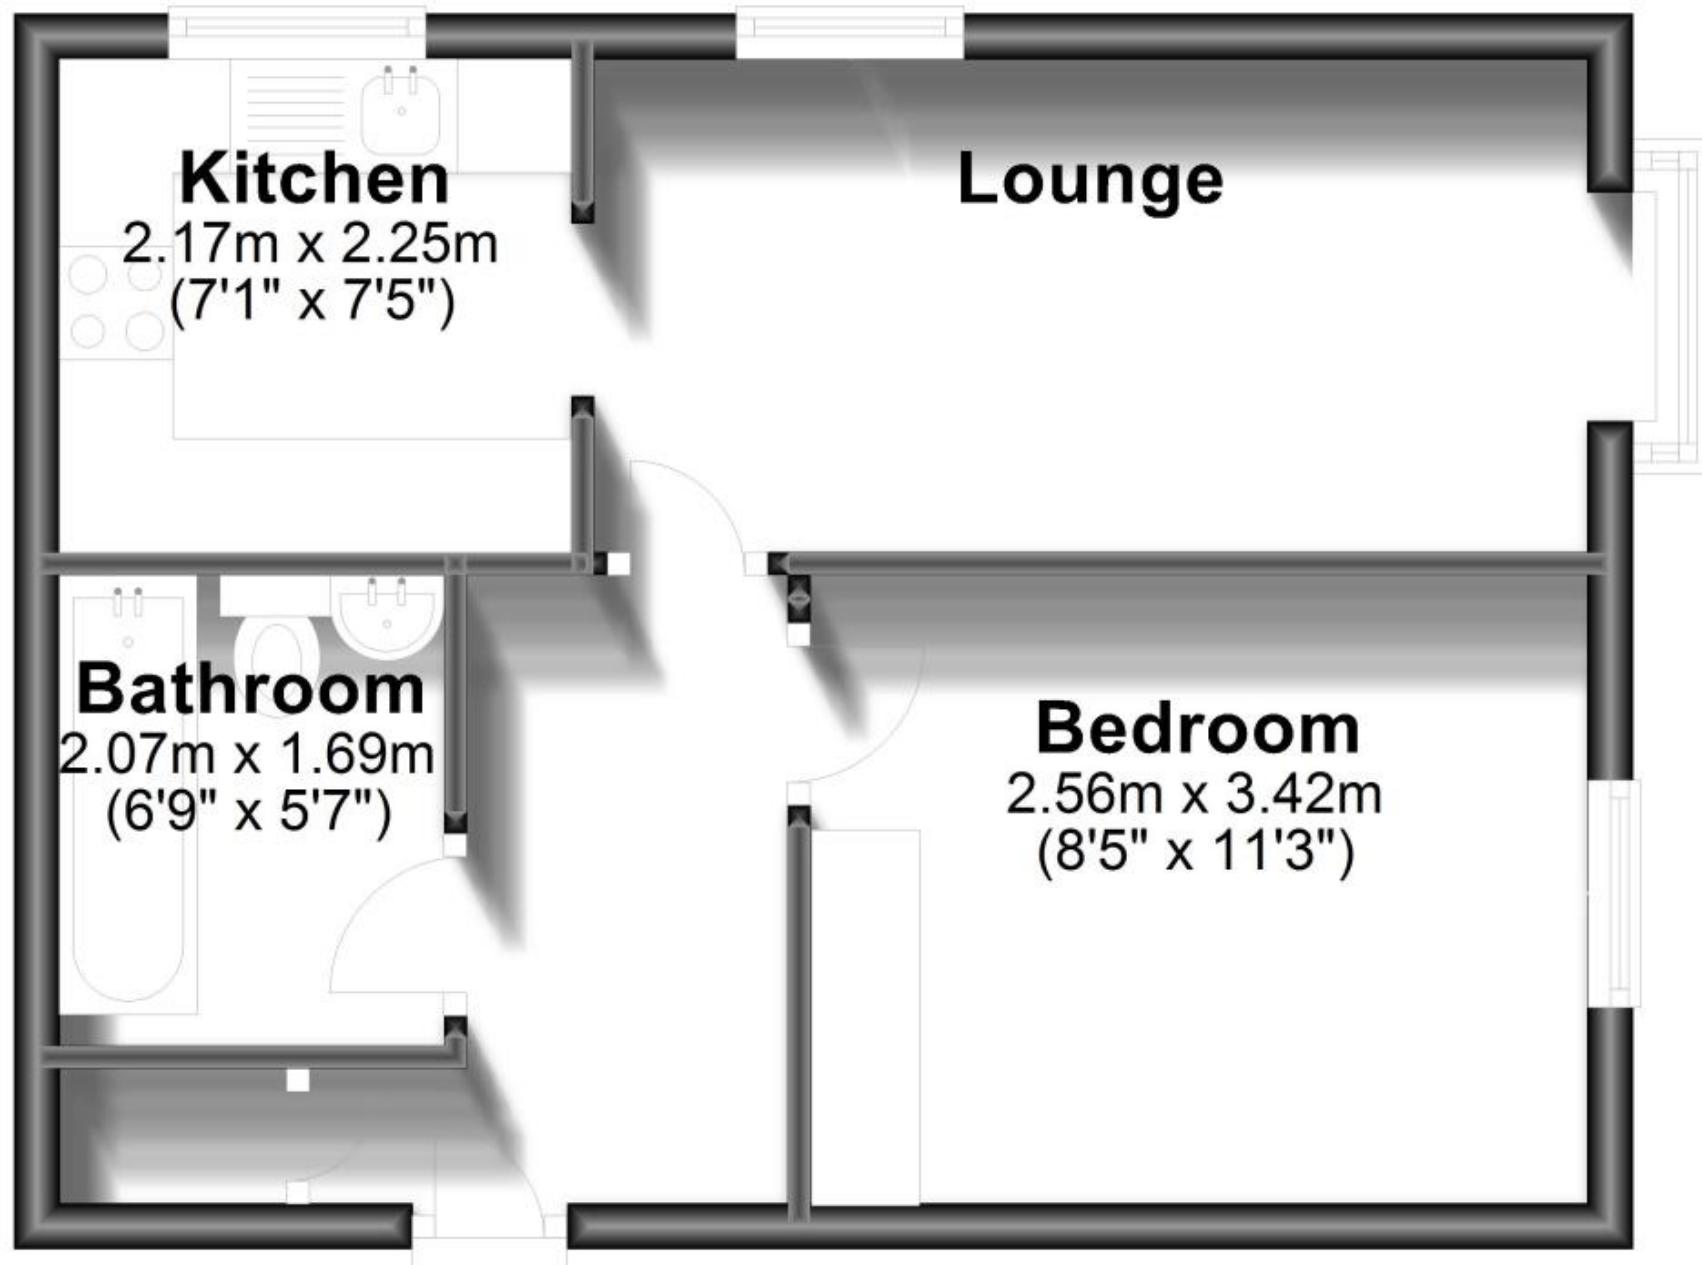 Kitchen
2.17m x 2.25m
(7'1" x 7'5")
Lounge
Bathroom
2.07m x 1.69m
(6'9" x 5'7")
Bedroom
2.56m x 3.42m
(8'5" x 11'3")